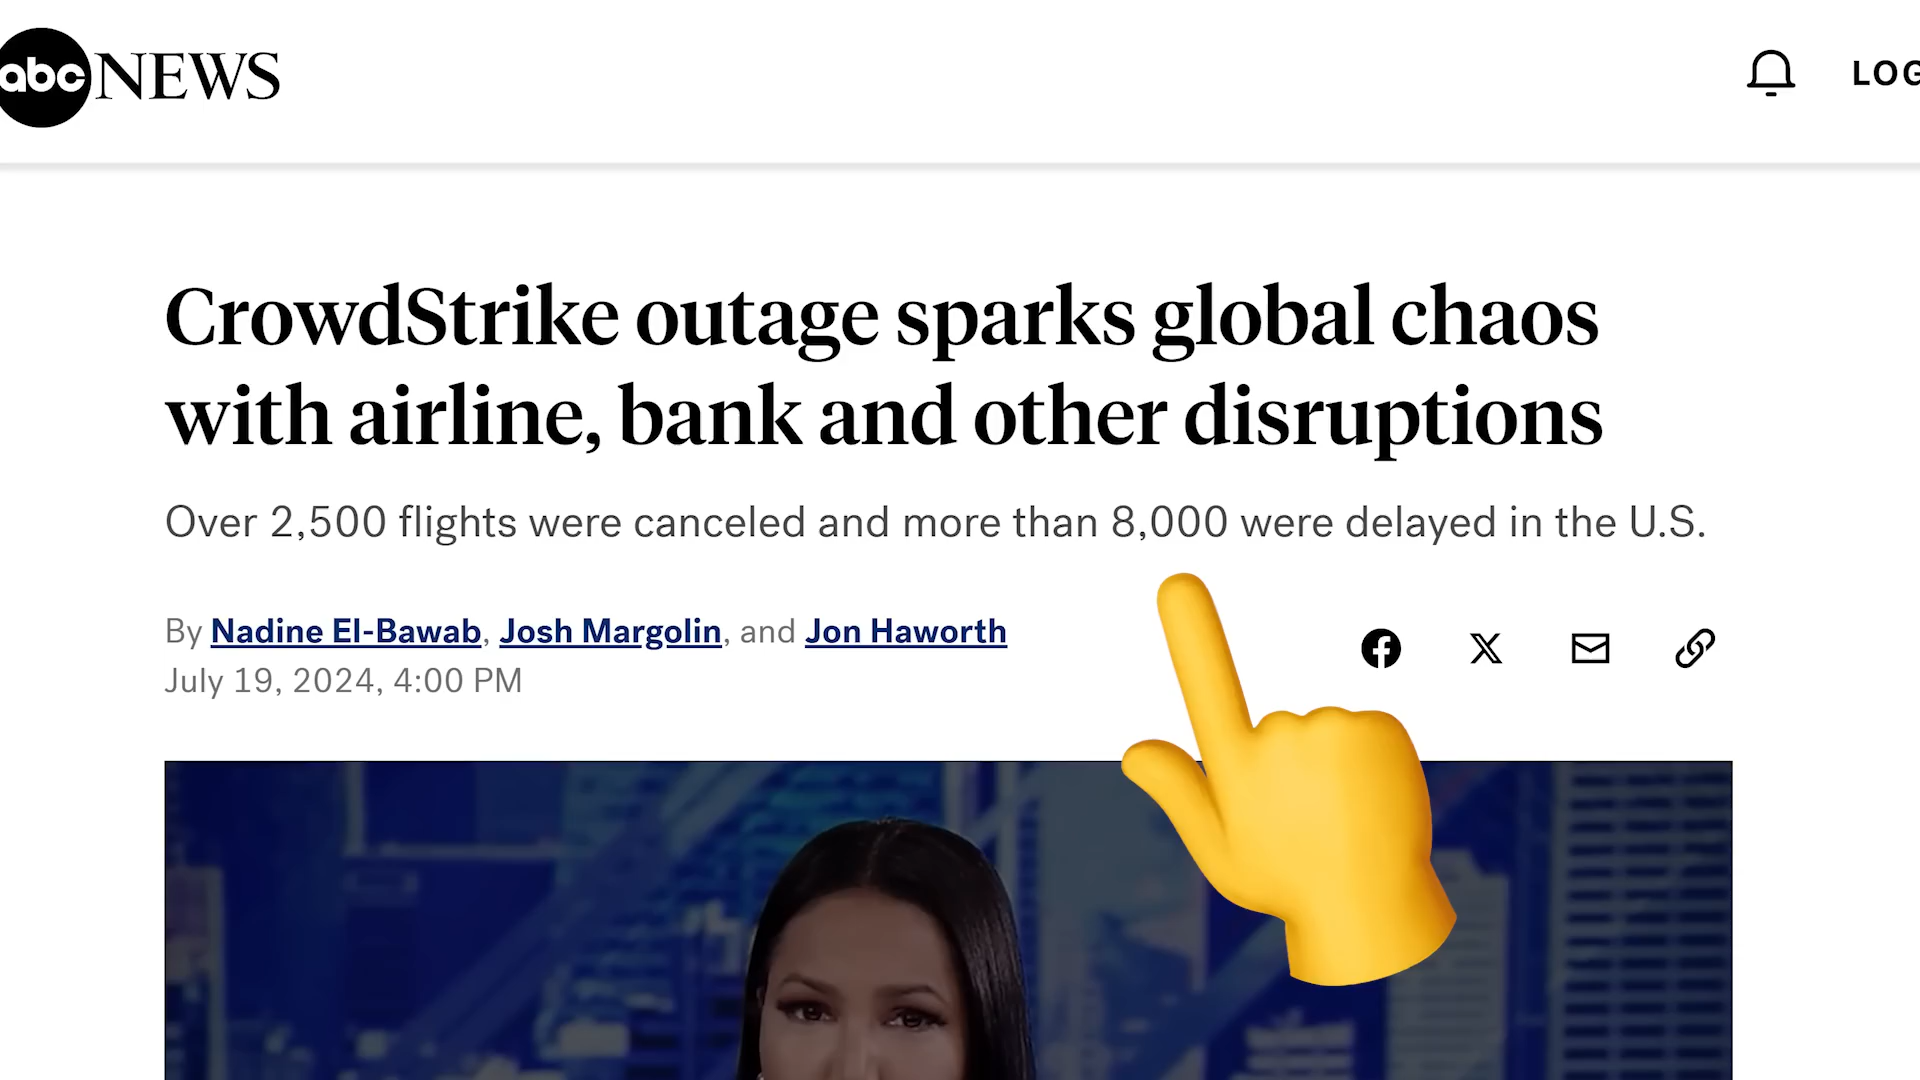 abc NEWS
LOG
CrowdStrike outage sparks global chaos
with airline, bank and other disruptions
Over 2,500 flights were canceled and more than 8,000 were delayed in the U.S.
By Nadine El-Bawab, Josh Margolin, and Jon Haworth
July 19, 2024, 4:00 PM